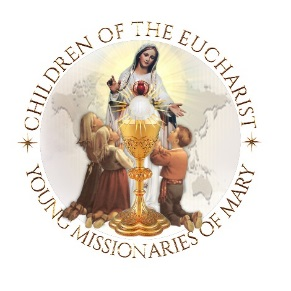 CHILDREN OF THE EUCHARIST
YOUNG MISSIONARIES OF MARY